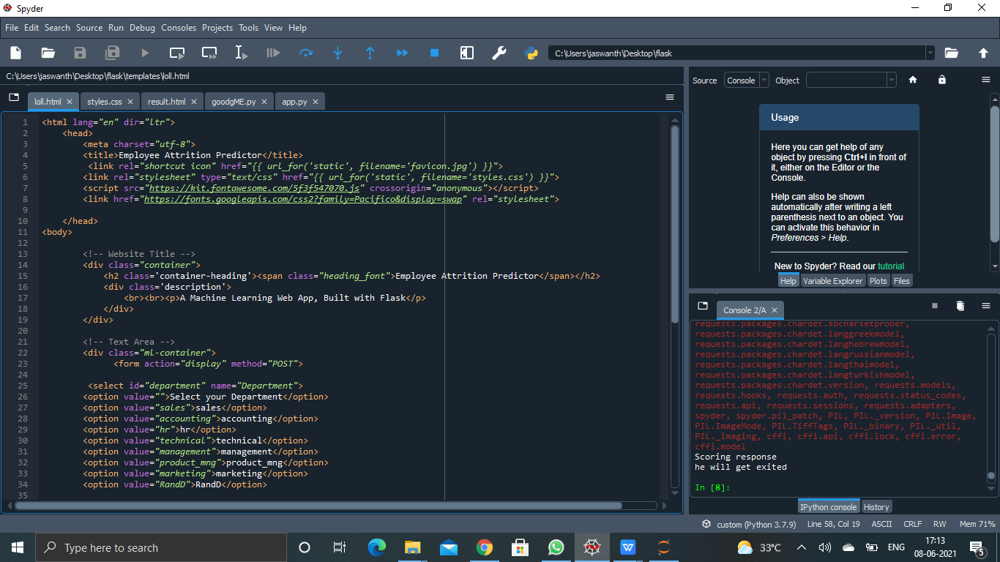 Spyder
File Edit Search Source Run Debug Consoles Projects Tools View Help
C:\Users\jaswanth\Desktop\flask
C:\Users\jaswanth\Desktop\flask\templates\loll.html
loll.html styles.css result.html goodgME.py app.py
1 <html lang="en" dir="ltr">
2 <head>
3 <meta charset="utf-8">
4 <title>Employee Attrition Predictor</title>
5 <link rel="shortcut icon" href="{{ url_for('static', filename='favicon.jpg') }}">
6 <link rel="stylesheet" type="text/css" href="{{ url_for('static', filename='styles.css') }}">
7 <script src="https://kit.fontawesome.com/5f3f547070.js" crossorigin="anonymous"></script>
8 <link href="https://fonts.googleapis.com/css2?family=Pacifico&display=swap" rel="stylesheet">
9
10 </head>
11 <body>
12
13 <!-- Website Title -->
14 <div class="container">
15 <h2 class='container-heading'><span class="heading_font">Employee Attrition Predictor</span></h2>
16 <div class='description'>
17 <br><br><p>A Machine Learning Web App, Built with Flask</p>
18 </div>
19 </div>
20
21 <!-- Text Area -->
22 <div class="ml-container">
23 <form action="display" method="POST">
24
25 <select id="department" name="Department">
26 <option value="">Select your Department</option>
27 <option value="sales">sales</option>
28 <option value="accounting">accounting</option>
29 <option value="hr">hr</option>
30 <option value="technical">technical</option>
31 <option value="management">management</option>
32 <option value="product_mng">product_mng</option>
33 <option value="marketing">marketing</option>
34 <option value="RandD">RandD</option>
35
Source Console Object
Usage
Here you can get help of any
object by pressing Ctrl+I in front of
it, either on the Editor or the
Console.
Help can also be shown
automatically after writing a left
parenthesis next to an object. You
can activate this behavior in
Preferences > Help.
New to Spyder? Read our tutorial
Help Variable Explorer Plots Files
Console 2/A
requests.packages.chardet.sbcharsetprober,
requests.packages.chardet.langgreekmodel,
requests.packages.chardet.langhebrewmodel,
requests.packages.chardet.langrussianmodel,
requests.packages.chardet.langthaimodel,
requests.packages.chardet.langturkishmodel,
requests.packages.chardet.version, requests.models,
requests.hooks, requests.auth, requests.status_codes,
requests.api, requests.sessions, requests.adapters,
spyder, spyder.pil_patch, PIL, PIL._version, PIL.Image,
PIL.ImageMode, PIL.TiffTags, PIL._binary, PIL._util,
PIL._imaging, cffi, cffi.api, cffi.lock, cffi.error,
cffi.model
Scoring response
he will get exited
In [8]:
IPython console History
custom (Python 3.7.9) Line 58, Col 19 ASCII CRLF RW Mem 71%
Type here to search
W
33°C
ENG
17:13
08-06-2021
5